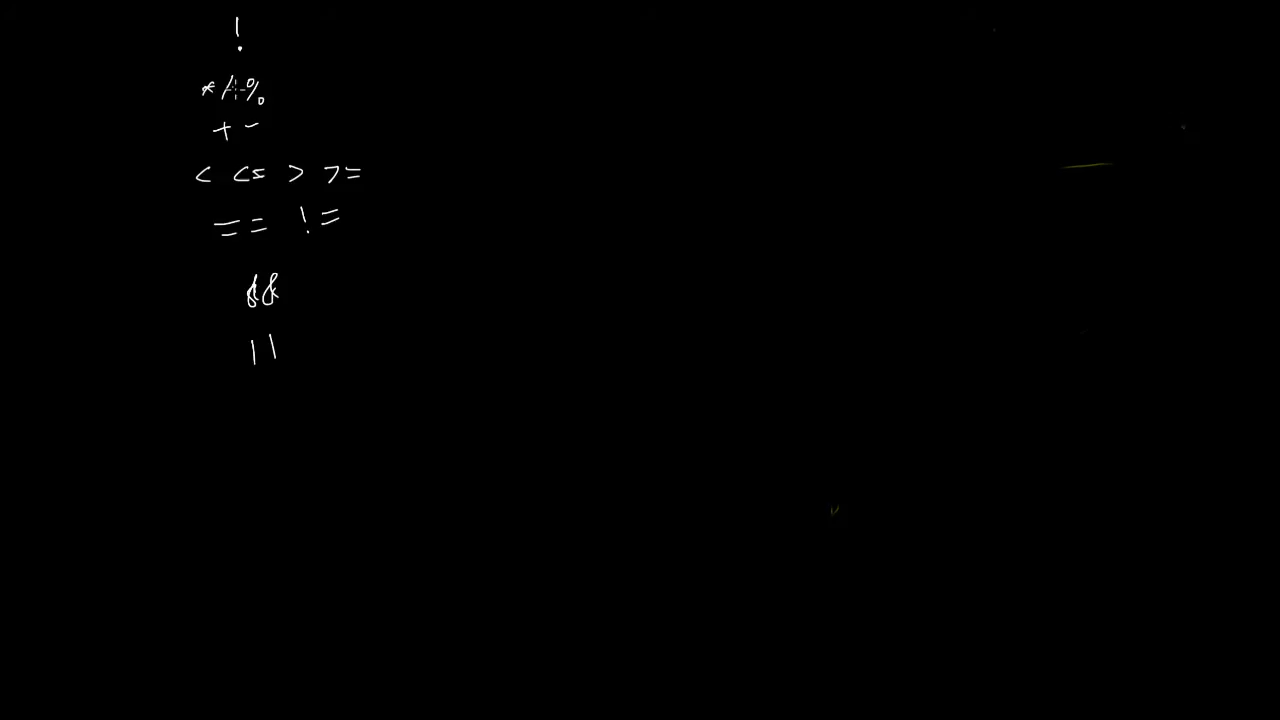 !
* / %
+ -
< <= > >=
== !=
&&
||